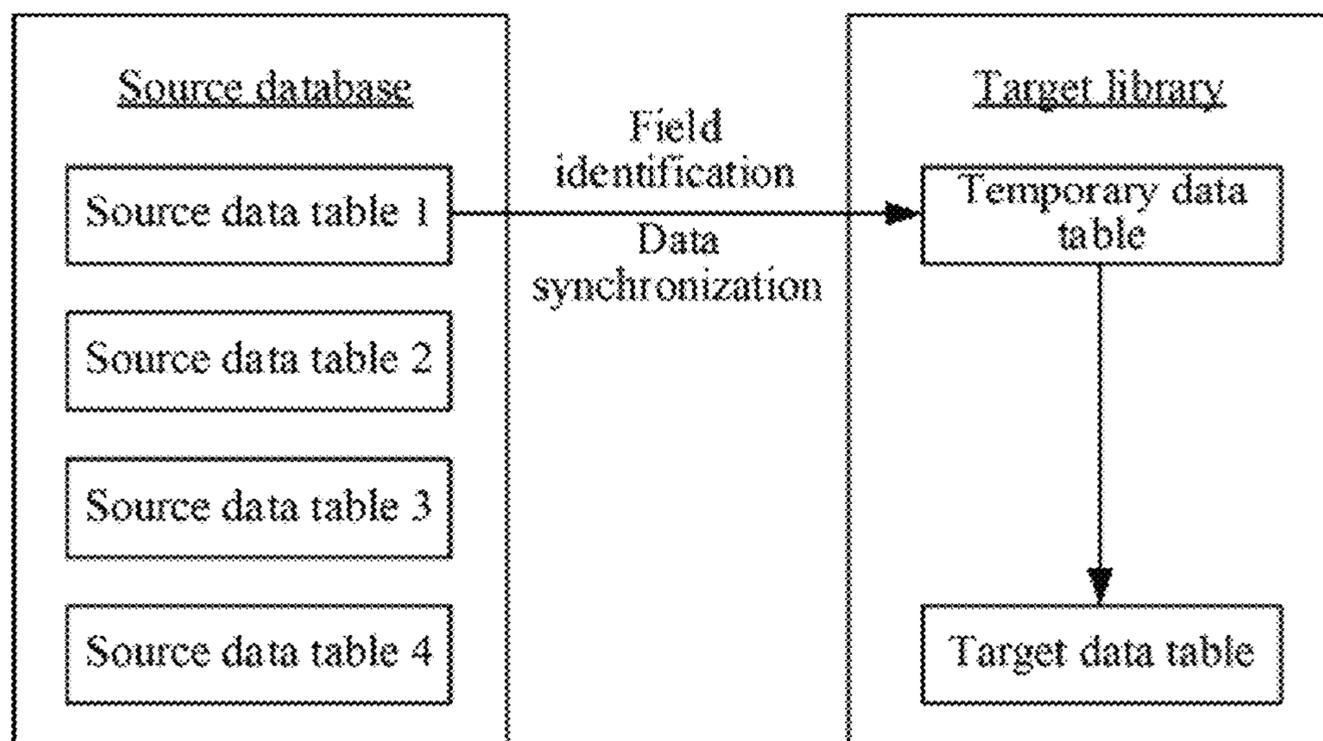 Source database
Source data table 1
Source data table 2
Source data table 3
Source data table 4
Field
identification
Data
synchronization
Target library
Temporary data
table
Target data table